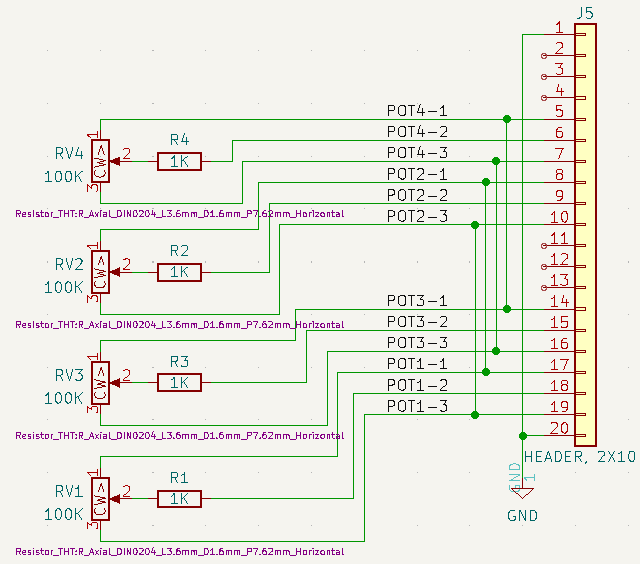 J5
1
2
3
4
POT4-1
5
POT4-2
6
1
R4
RV4
CW
2
1K
POT4-3
7
100K
POT2-1
8
3
POT2-2
9
Resistor_THT:R_Axial_DIN0204_L3.6mm_D1.6mm_P7.62mm_Horizontal
POT2-3
10
1
R2
11
RV2
CW
2
1K
12
100K
13
3
POT3-1
14
Resistor_THT:R_Axial_DIN0204_L3.6mm_D1.6mm_P7.62mm_Horizontal
POT3-2
15
1
POT3-3
16
R3
RV3
CW
2
1K
POT1-1
17
100K
POT1-2
18
3
POT1-3
19
Resistor_THT:R_Axial_DIN0204_L3.6mm_D1.6mm_P7.62mm_Horizontal
20
HEADER, 2X10
1
R1
GND
1
RV1
CW
2
1K
100K
GND
3
Resistor_THT:R_Axial_DIN0204_L3.6mm_D1.6mm_P7.62mm_Horizontal